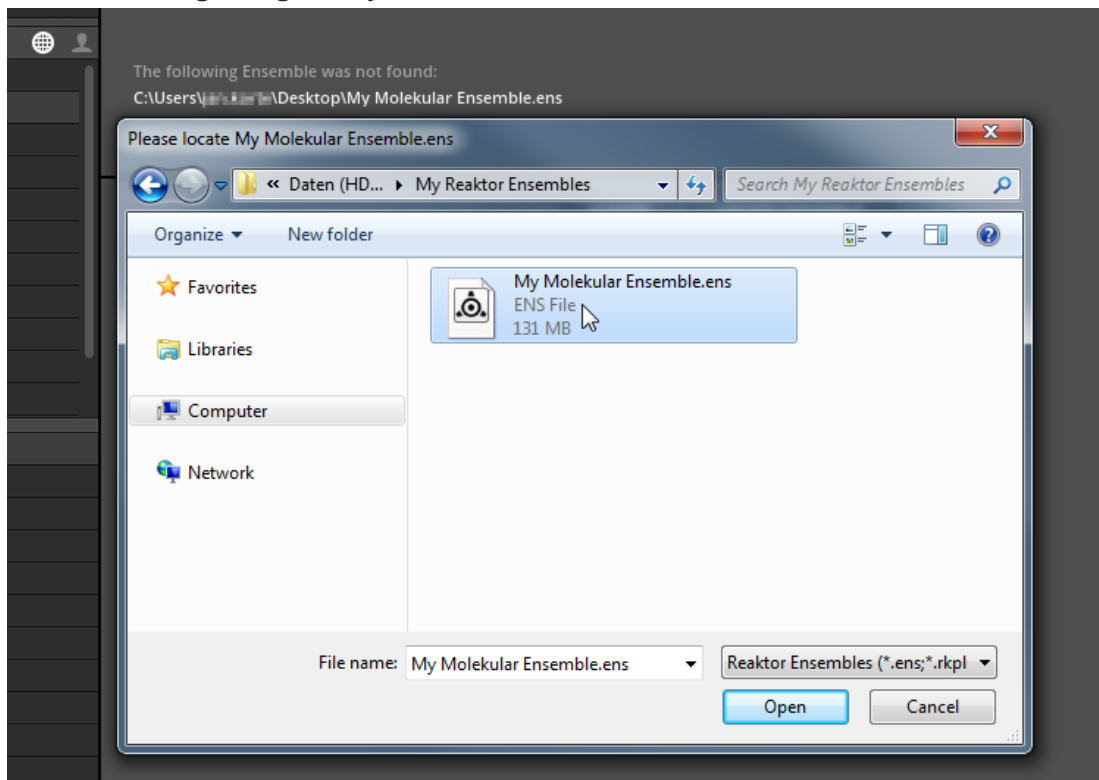 The following Ensemble was not found:
C:\Users\ \Desktop\My Molekular Ensemble.ens
Please locate My Molekular Ensemble.ens
« Daten (HD... My Reaktor Ensembles
Search My Reaktor Ensembles
Organize
New folder
Favorites
Libraries
Computer
Network
My Molekular Ensemble.ens
ENS File
131 MB
File name: My Molekular Ensemble.ens
Reaktor Ensembles (*.ens;*.rkpl
Open
Cancel